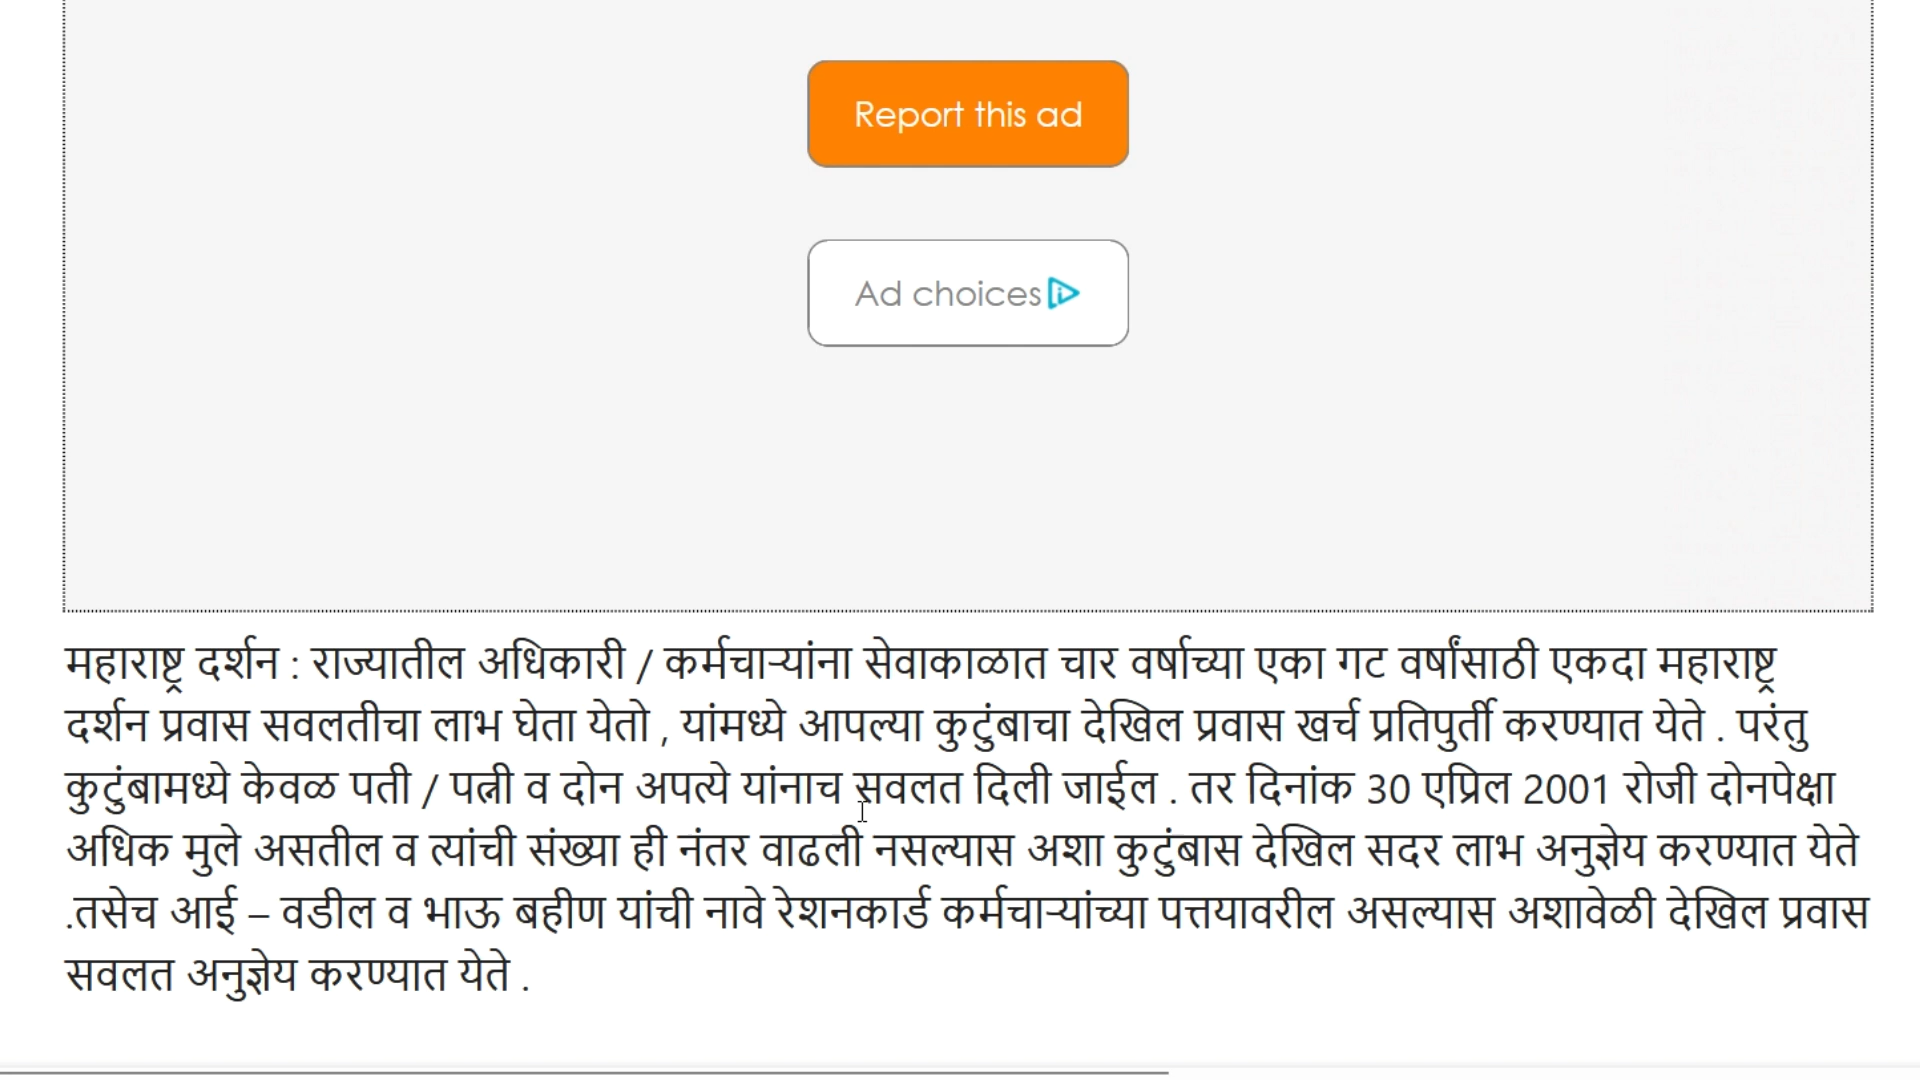 Report this ad
Ad choices
महाराष्ट्र दर्शन : राज्यातील अधिकारी / कर्मचाऱ्यांना सेवाकाळात चार वर्षाच्या एका गट वर्षांसाठी एकदा महाराष्ट्र
दर्शन प्रवास सवलतीचा लाभ घेता येतो , यांमध्ये आपल्या कुटुंबाचा देखिल प्रवास खर्च प्रतिपुर्ती करण्यात येते . परंतु
कुटुंबामध्ये केवळ पती / पत्नी व दोन अपत्ये यांनाच सवलत दिली जाईल . तर दिनांक 30 एप्रिल 2001 रोजी दोनपेक्षा
अधिक मुले असतील व त्यांची संख्या ही नंतर वाढली नसल्यास अशा कुटुंबास देखिल सदर लाभ अनुज्ञेय करण्यात येते
.तसेच आई – वडील व भाऊ बहीण यांची नावे रेशनकार्ड कर्मचाऱ्यांच्या पत्तयावरील असल्यास अशावेळी देखिल प्रवास
सवलत अनुज्ञेय करण्यात येते .